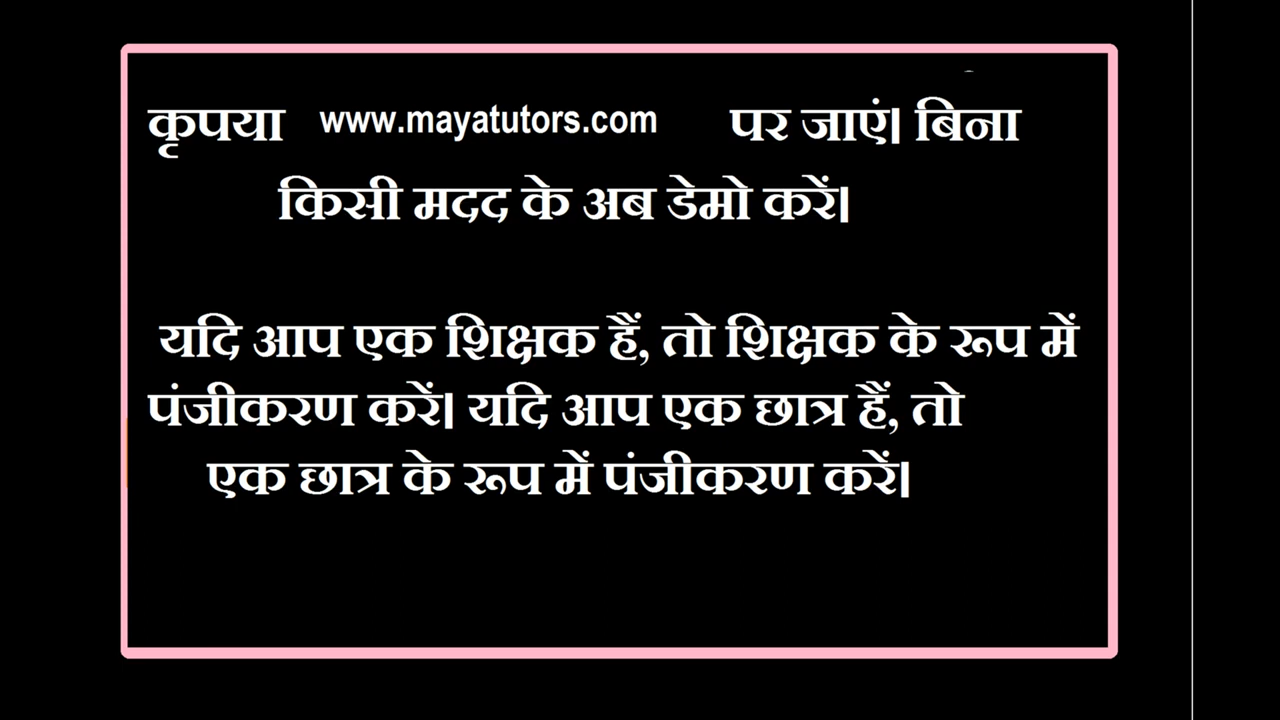 कृपया www.mayatutors.com पर जाएं। बिना
किसी मदद के अब डेमो करें।
यदि आप एक शिक्षक हैं, तो शिक्षक के रूप में
पंजीकरण करें। यदि आप एक छात्र हैं, तो
एक छात्र के रूप में पंजीकरण करें।